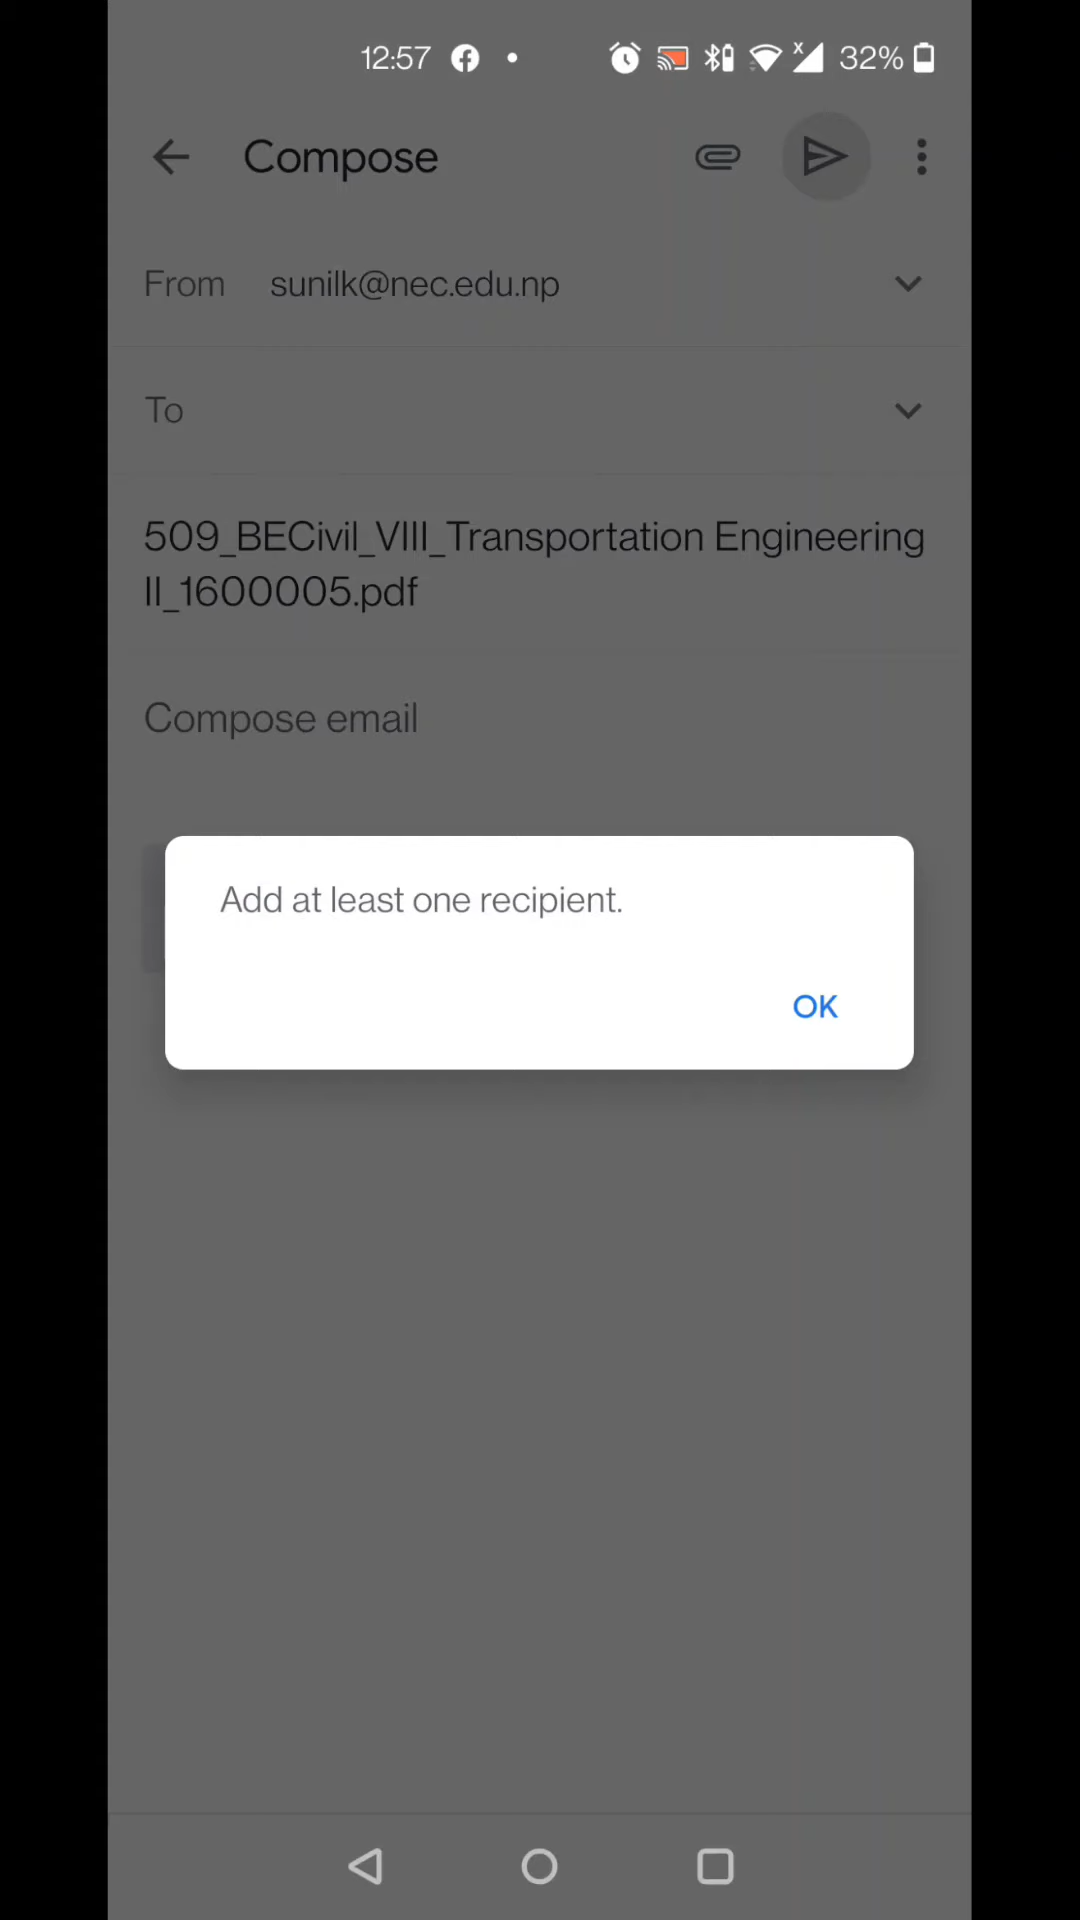 12:57
32%
Compose
From sunilk@nec.edu.np
To
509_BECivil_VIII_Transportation Engineering
II_1600005.pdf
Compose email
Add at least one recipient.
OK